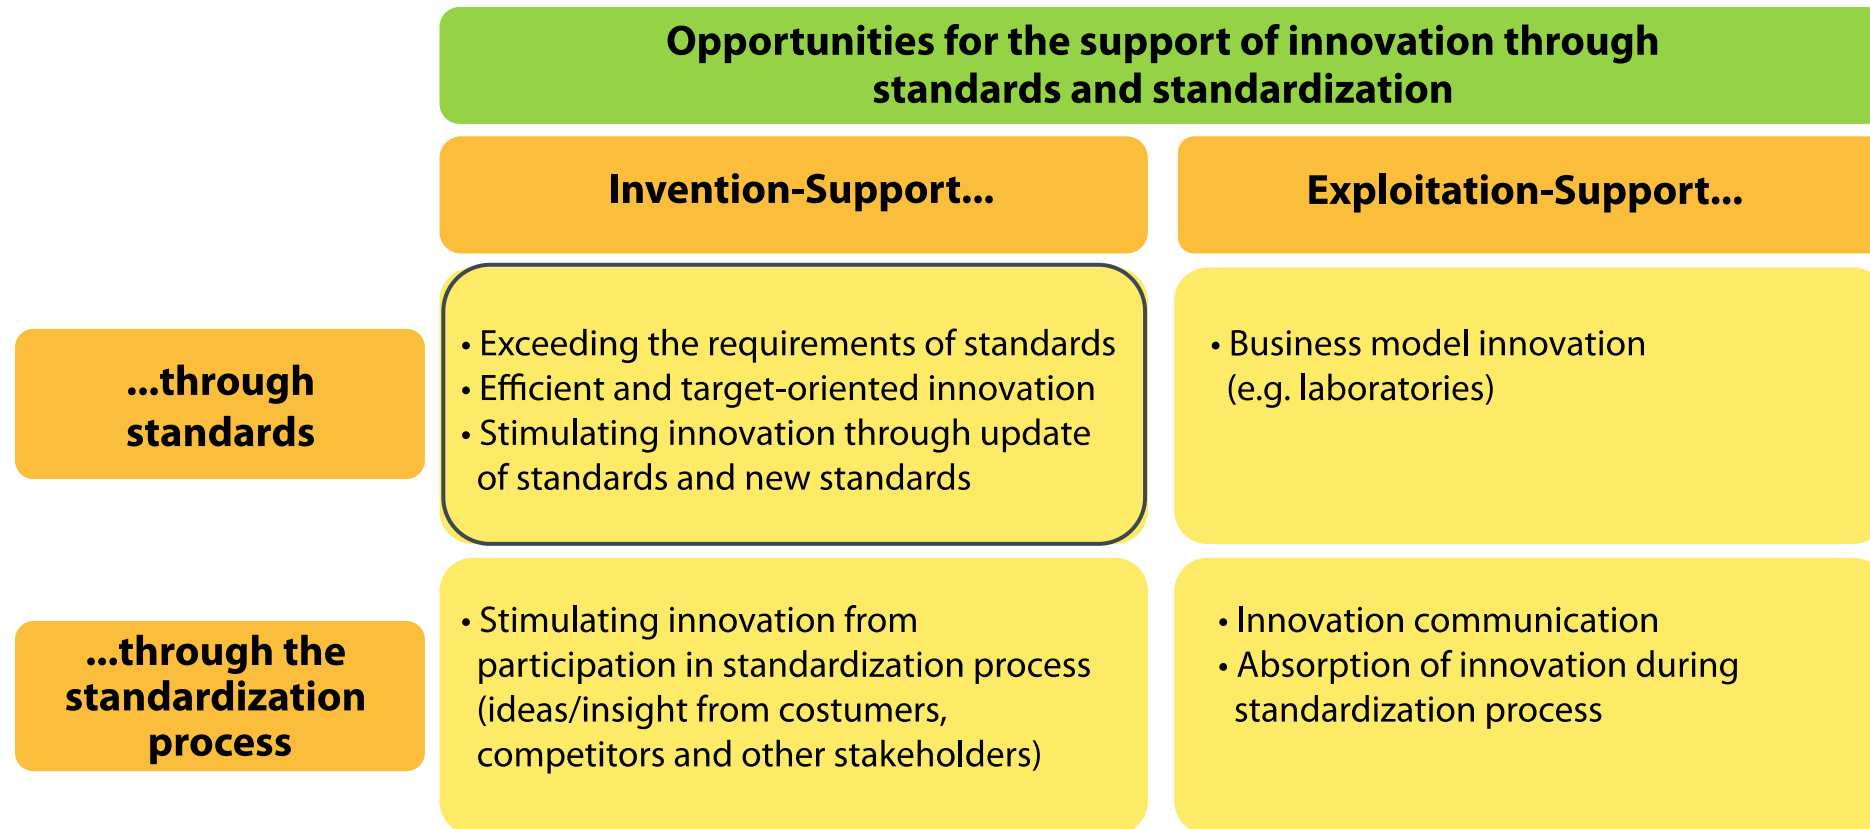 Opportunities for the support of innovation through
standards and standardization
Invention-Support...
Exploitation-Support...
...through
standards
• Exceeding the requirements of standards
• Efficient and target-oriented innovation
• Stimulating innovation through update
of standards and new standards
• Business model innovation
(e.g. laboratories)
...through the
standardization
process
• Stimulating innovation from
participation in standardization process
(ideas/insight from costumers,
competitors and other stakeholders)
• Innovation communication
• Absorption of innovation during
standardization process